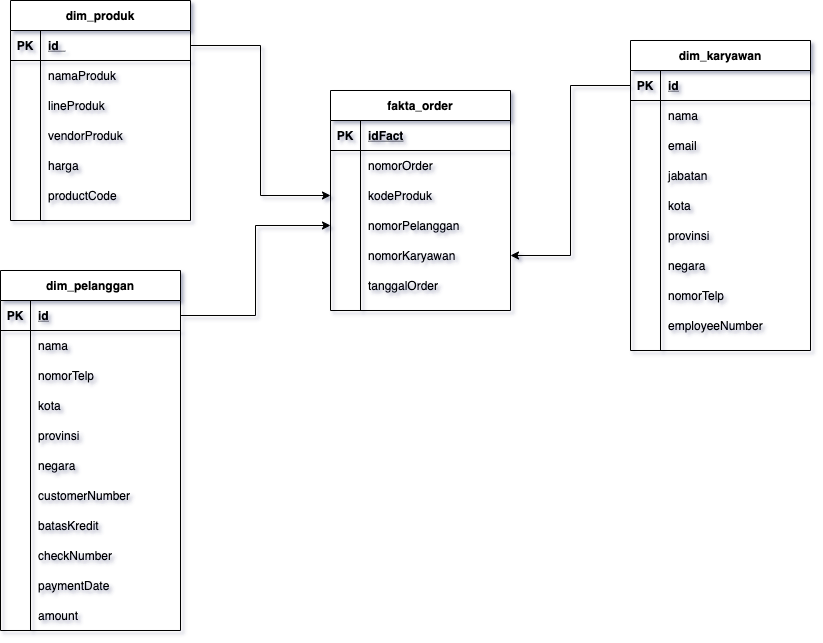 dim_produk
PK id
namaProduk
lineProduk
vendorProduk
harga
productCode
dim_pelanggan
PK id
nama
nomorTelp
kota
provinsi
negara
customerNumber
batasKredit
checkNumber
paymentDate
amount
fakta_order
PK idFact
nomorOrder
kodeProduk
nomorPelanggan
nomorKaryawan
tanggalOrder
dim_karyawan
PK id
nama
email
jabatan
kota
provinsi
negara
nomorTelp
employeeNumber